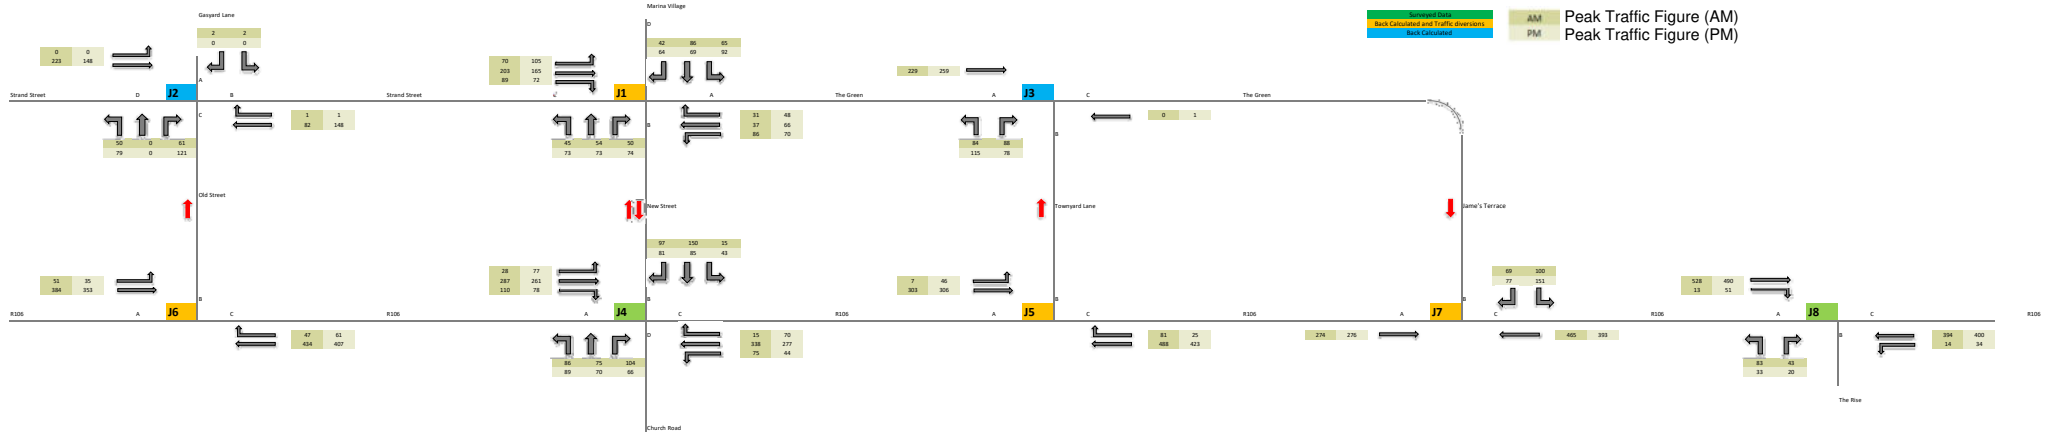 Marina Village
Gasyard Lane
D
Surveyed Data
Back Calculated and Traffic diversions
Back Calculated
AM Peak Traffic Figure (AM)
PM Peak Traffic Figure (PM)
2 2
0 0
0 0
223 148
70 105
203 165
89 72
42 86 65
64 69 92
229 259
A
Strand Street D J2 B Strand Street J1 A The Green A J3 C The Green
C
1 1
82 148
50 0 61
79 0 121
45 54 50
73 73 74
B
31 48
37 66
86 70
84 88
115 78
B
0 1
Old Street
New Street
Townyard Lane
Jame's Terrace
97 150 15
81 85 43
51 35
384 353
28 77
287 261
110 78
7 46
303 306
69 100
77 151
528 490
13 51
B
B
B
B
R106 A J6 C R106 A J4 C R106 A J5 C R106 A J7 C R106 A J8 C R106
47 61
434 407
86 75 104
89 70 66
D
15 70
338 277
75 44
81 25
488 423
274 276
465 393
83 43
33 20
B
394 400
14 34
The Rise
Church Road